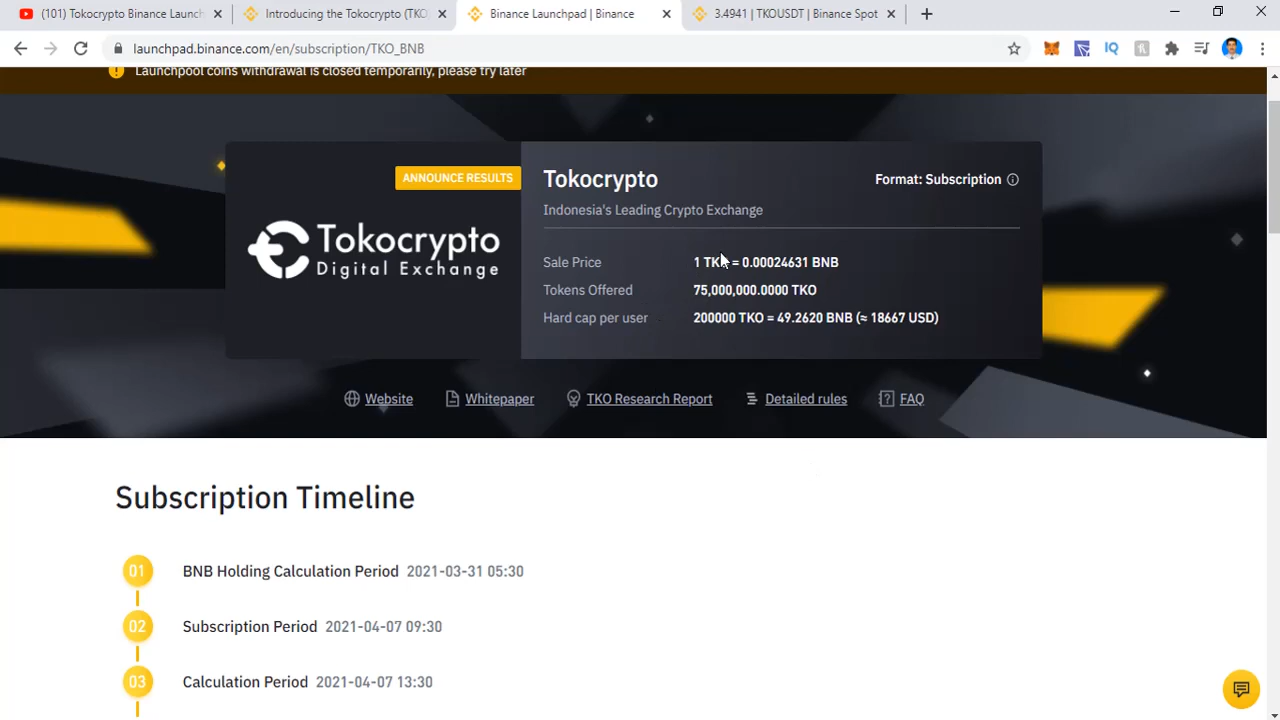 (101) Tokocrypto Binance Launch
Introducing the Tokocrypto (TKO)
Binance Launchpad | Binance
3.4941 | TKOUSDT | Binance Spot
launchpad.binance.com/en/subscription/TKO_BNB
IQ
Launchpool coins withdrawal is closed temporarily, please try later
ANNOUNCE RESULTS
Tokocrypto
Digital Exchange
Tokocrypto
Format: Subscription
Indonesia's Leading Crypto Exchange
Sale Price 1 TKO = 0.00024631 BNB
Tokens Offered 75,000,000.0000 TKO
Hard cap per user 200000 TKO = 49.2620 BNB (≈ 18667 USD)
Website Whitepaper TKO Research Report Detailed rules FAQ
Subscription Timeline
01 BNB Holding Calculation Period 2021-03-31 05:30
02 Subscription Period 2021-04-07 09:30
03 Calculation Period 2021-04-07 13:30